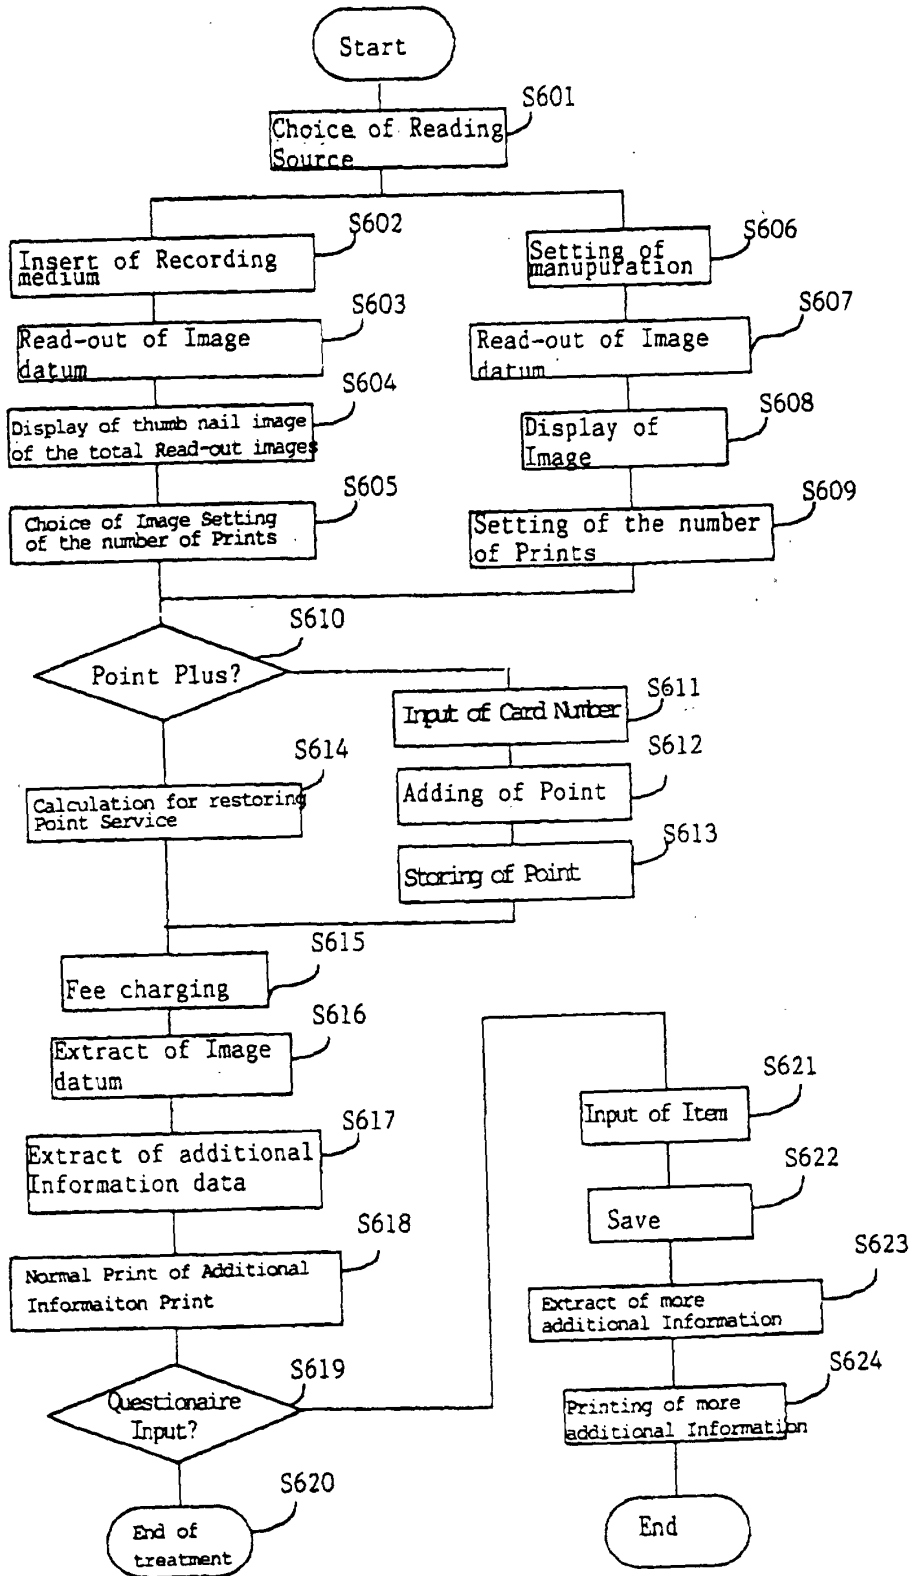 Start
S601
Choice of Reading
Source
S602
Insert of Recording
medium
S603
Read-out of Image
datum
S604
Display of thumb nail image
of the total Read-out images
S605
Choice of Image Setting
of the number of Prints
S606
Setting of
manupuration
S607
Read-out of Image
datum
S608
Display of
Image
S609
Setting of the number
of Prints
S610
Point Plus?
S611
Input of Card Number
S612
Adding of Point
S613
Storing of Point
S614
Calculation for restoring
Point Service
S615
Fee charging
S616
Extract of Image
datum
S617
Extract of additional
Information data
S618
Normal Print of Additional
Informaiton Print
S619
Questionaire
Input?
S620
End of
treatment
S621
Input of Item
S622
Save
S623
Extract of more
additional Information
S624
Printing of more
additional Information
End